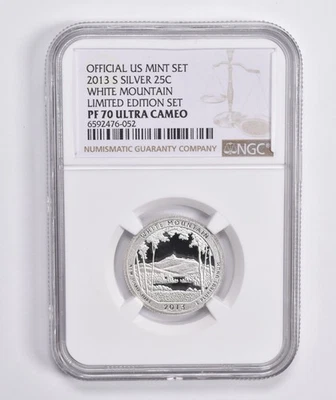 OFFICIAL US MINT SET
2013 S SILVER 25C
WHITE MOUNTAIN
LIMITED EDITION SET
PF 70 ULTRA CAMEO
6592476-052
NUMISMATIC GUARANTY COMPANY
NGC
WHITE MOUNTAIN
2013